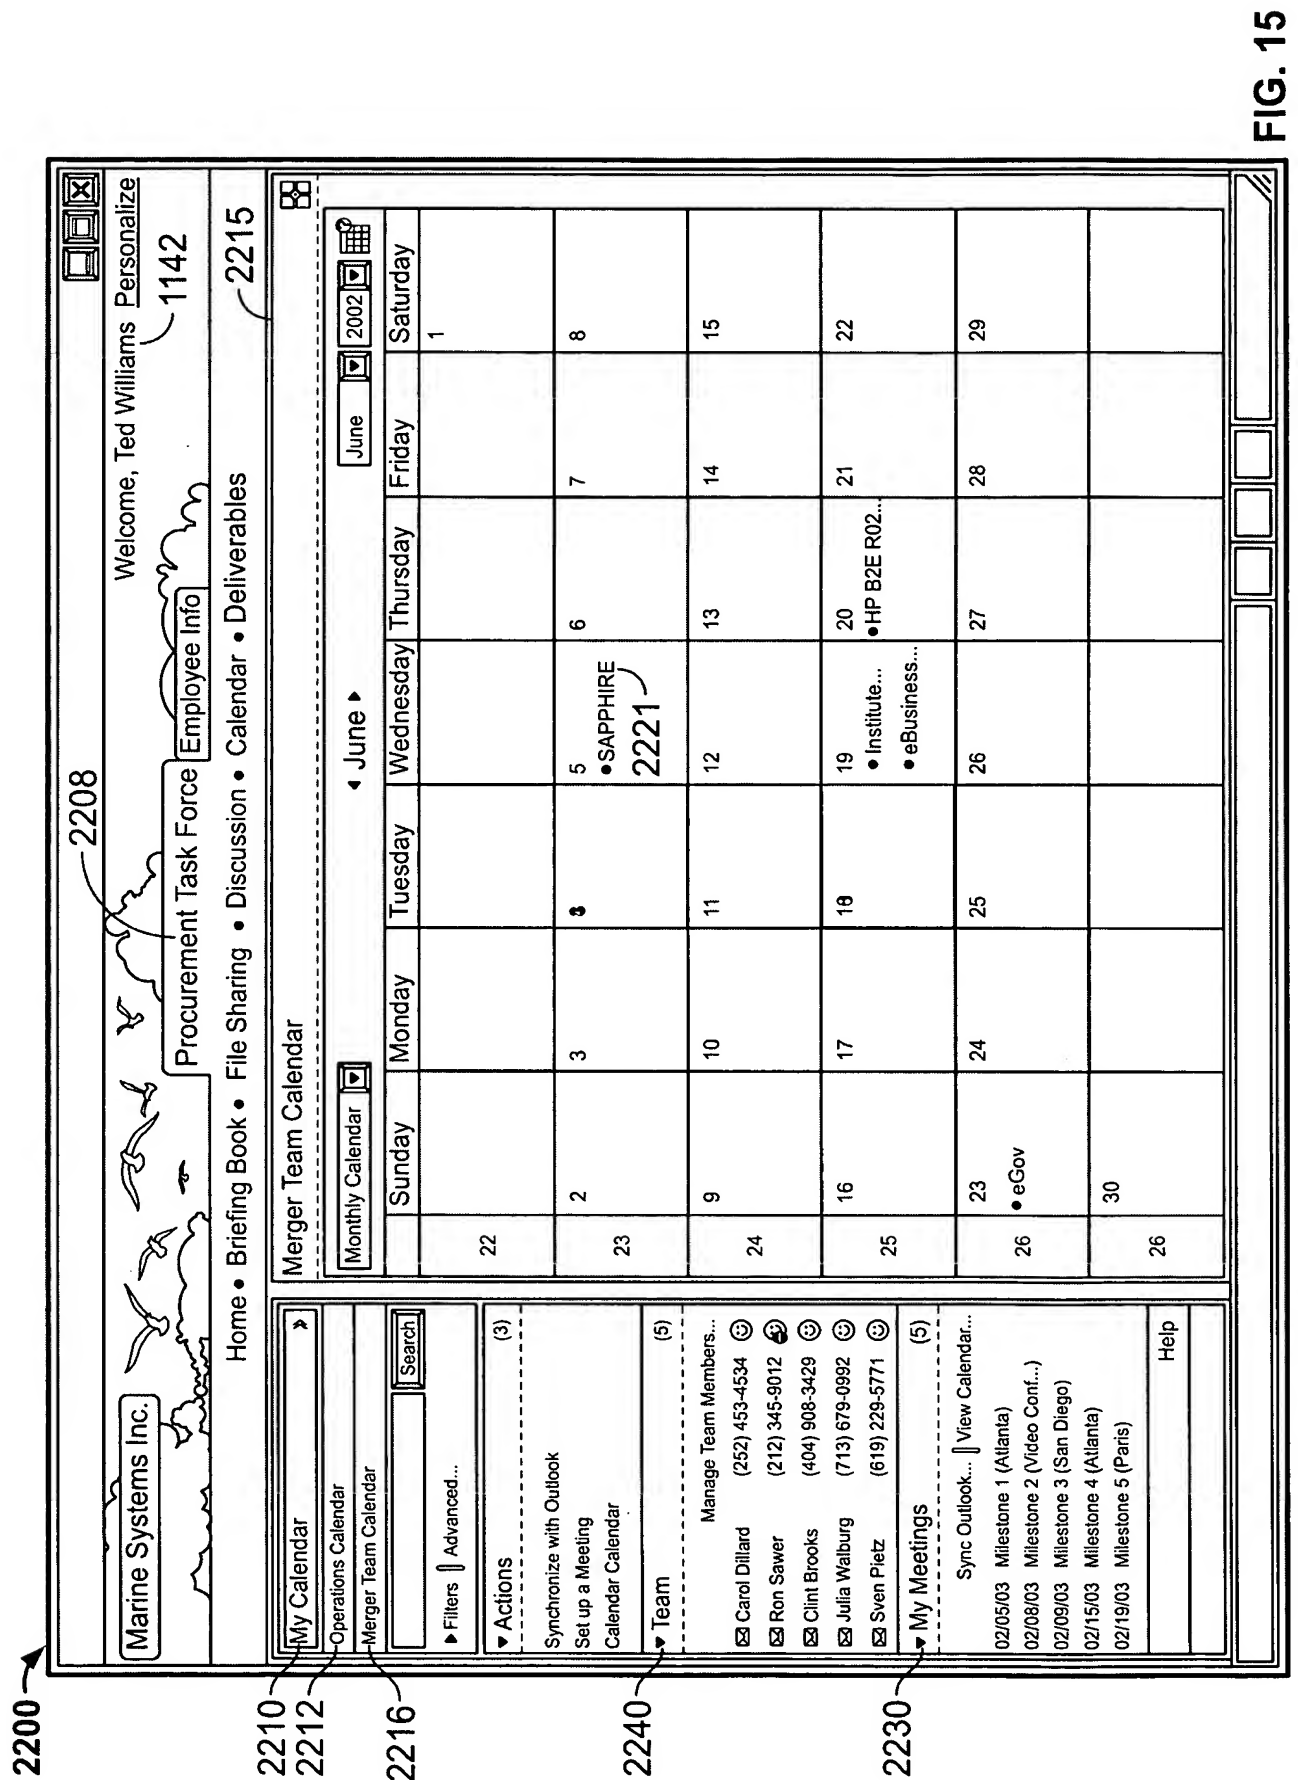 2200
2208
Marine Systems Inc.
Welcome, Ted Williams Personalize
1142
Procurement Task Force
Employee Info
Home • Briefing Book • File Sharing • Discussion • Calendar • Deliverables
2215
2210
My Calendar »
2212
Operations Calendar
2216
Merger Team Calendar
Search
Filters Advanced...
Actions (3)
Synchronize with Outlook
Set up a Meeting
Calendar Calendar
2240
Team (5)
Manage Team Members...
Carol Dillard (252) 453-4534
Ron Sawer (212) 345-9012
Clint Brooks (404) 908-3429
Julia Walburg (713) 679-0992
Sven Pietz (619) 229-5771
2230
My Meetings (5)
Sync Outlook... View Calendar...
02/05/03 Milestone 1 (Atlanta)
02/08/03 Milestone 2 (Video Conf...)
02/09/03 Milestone 3 (San Diego)
02/15/03 Milestone 4 (Atlanta)
02/19/03 Milestone 5 (Paris)
Help
Merger Team Calendar
Monthly Calendar
June
June
2002
Sunday Monday Tuesday Wednesday Thursday Friday Saturday
22 1
23 2 3 5 6 7 8
• SAPPHIRE
2221
24 9 10 11 12 13 14 15
25 16 17 18 19 20 21 22
• Institute... • HP B2E R02...
• eBusiness...
26 23 24 25 26 27 28 29
• eGov
26 30
FIG. 15